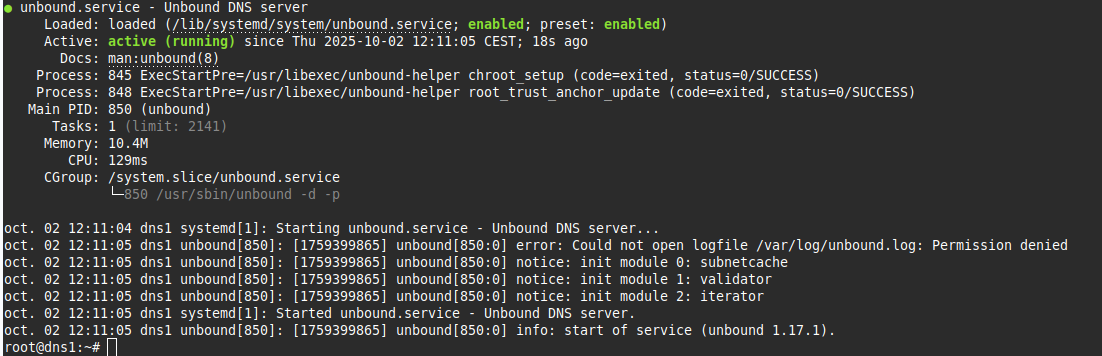 ● unbound.service - Unbound DNS server
Loaded: loaded (/lib/systemd/system/unbound.service; enabled; preset: enabled)
Active: active (running) since Thu 2025-10-02 12:11:05 CEST; 18s ago
Docs: man:unbound(8)
Process: 845 ExecStartPre=/usr/libexec/unbound-helper chroot_setup (code=exited, status=0/SUCCESS)
Process: 848 ExecStartPre=/usr/libexec/unbound-helper root_trust_anchor_update (code=exited, status=0/SUCCESS)
Main PID: 850 (unbound)
Tasks: 1 (limit: 2141)
Memory: 10.4M
CPU: 129ms
CGroup: /system.slice/unbound.service
└─850 /usr/sbin/unbound -d -p
oct. 02 12:11:04 dns1 systemd[1]: Starting unbound.service - Unbound DNS server...
oct. 02 12:11:05 dns1 unbound[850]: [1759399865] unbound[850:0] error: Could not open logfile /var/log/unbound.log: Permission denied
oct. 02 12:11:05 dns1 unbound[850]: [1759399865] unbound[850:0] notice: init module 0: subnetcache
oct. 02 12:11:05 dns1 unbound[850]: [1759399865] unbound[850:0] notice: init module 1: validator
oct. 02 12:11:05 dns1 unbound[850]: [1759399865] unbound[850:0] notice: init module 2: iterator
oct. 02 12:11:05 dns1 systemd[1]: Started unbound.service - Unbound DNS server.
oct. 02 12:11:05 dns1 unbound[850]: [1759399865] unbound[850:0] info: start of service (unbound 1.17.1).
root@dns1:~#